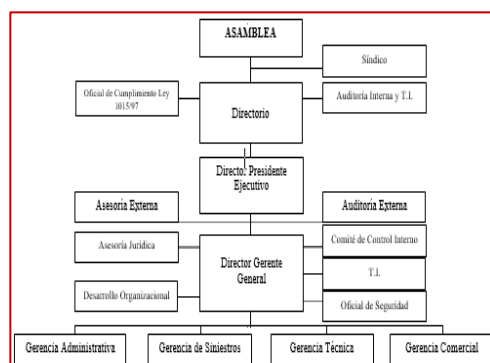 ASAMBLEA
Síndico
Oficial de Cumplimiento Ley
1015/97
Directorio
Auditoría Interna y T.I.
Director Presidente
Ejecutivo
Asesoría Externa
Auditoría Externa
Asesoría Jurídica
Director Gerente
General
Comité de Control Interno
T.I.
Desarrollo Organizacional
Oficial de Seguridad
Gerencia Administrativa
Gerencia de Siniestros
Gerencia Técnica
Gerencia Comercial